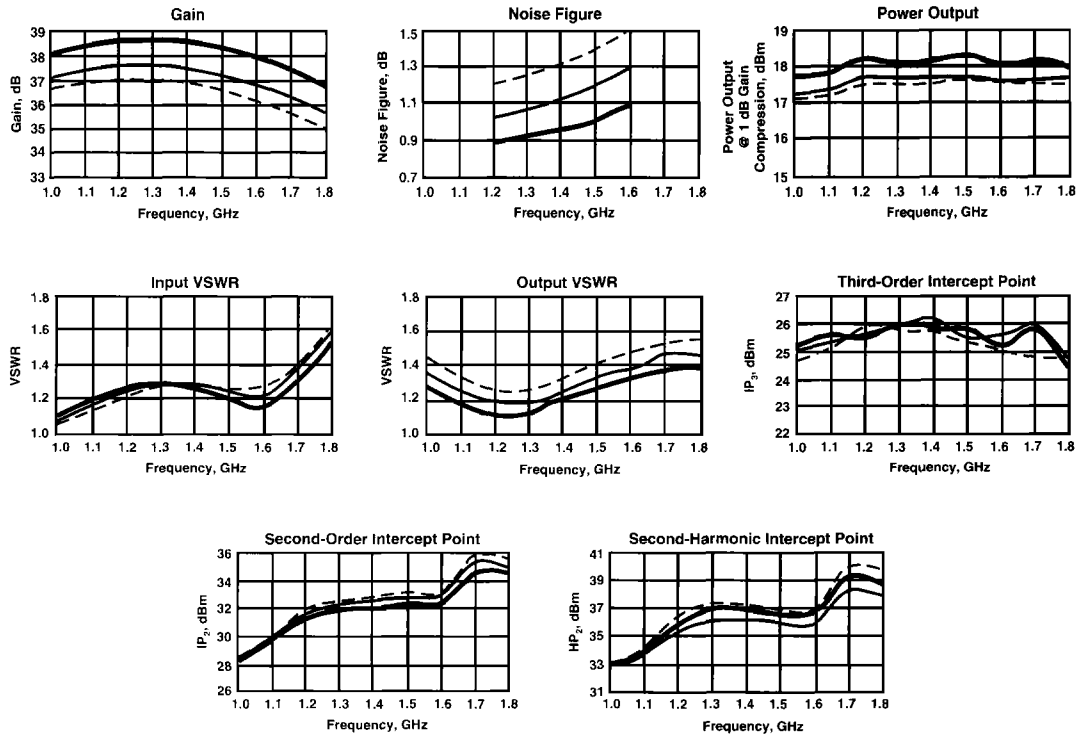 Gain
Gain, dB
39
38
37
36
35
34
33
1.0 1.1 1.2 1.3 1.4 1.5 1.6 1.7 1.8
Frequency, GHz
Noise Figure
Noise Figure, dB
1.5
1.3
1.1
0.9
0.7
1.0 1.1 1.2 1.3 1.4 1.5 1.6 1.7 1.8
Frequency, GHz
Power Output
Power Output
@ 1 dB Gain
Compression, dBm
19
18
17
15
1.0 1.1 1.2 1.3 1.4 1.5 1.6 1.7 1.8
Frequency, GHz
Input VSWR
VSWR
1.8
1.6
1.4
1.2
1.0
1.0 1.1 1.2 1.3 1.4 1.5 1.6 1.7 1.8
Frequency, GHz
Output VSWR
VSWR
1.8
1.6
1.4
1.2
1.0
1.0 1.1 1.2 1.3 1.4 1.5 1.6 1.7 1.8
Frequency, GHz
Third-Order Intercept Point
IP3, dBm
27
26
25
24
23
22
1.0 1.1 1.2 1.3 1.4 1.5 1.6 1.7 1.8
Frequency, GHz
Second-Order Intercept Point
IP2, dBm
36
34
32
30
28
26
1.0 1.1 1.2 1.3 1.4 1.5 1.6 1.7 1.8
Frequency, GHz
Second-Harmonic Intercept Point
HP2, dBm
41
39
37
35
33
31
1.0 1.1 1.2 1.3 1.4 1.5 1.6 1.7 1.8
Frequency, GHz